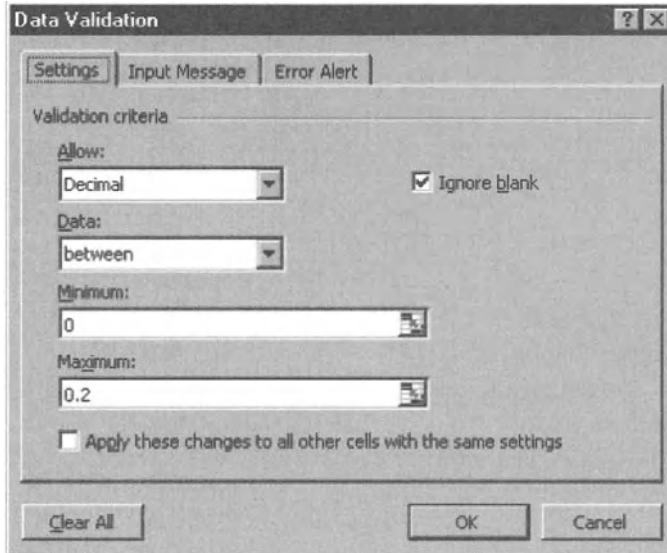 Data Validation
Settings Input Message Error Alert
Validation criteria
Allow:
Decimal
Ignore blank
Data:
between
Minimum:
0
Maximum:
0.2
Apply these changes to all other cells with the same settings
Clear All OK Cancel